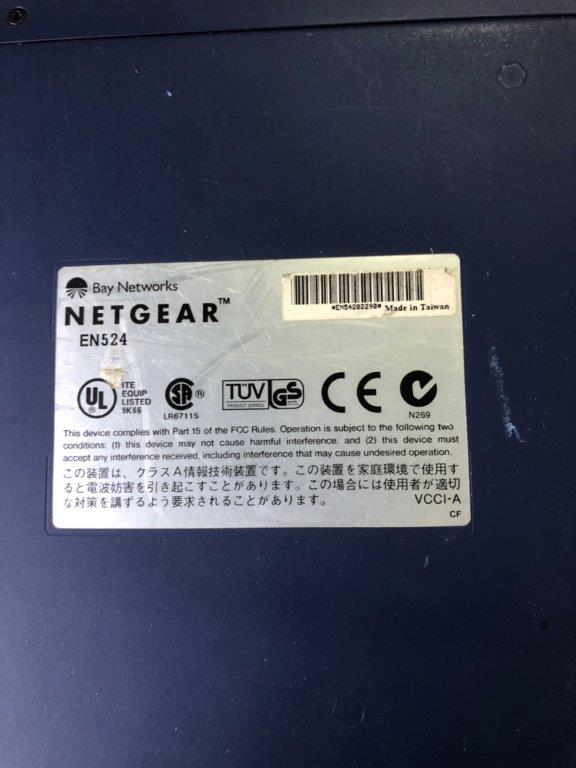 Bay Networks
NETGEAR™
EN524
*EN54202290* Made in Taiwan
UL
ITE
EQUIP
LISTED
9K66
SA ®
LR67115
TÜV
PRODUCT SERVICE
GS
CE
N269
This device complies with Part 15 of the FCC Rules. Operation is subject to the following two
conditions: (1) this device may not cause harmful interference, and (2) this device must
accept any interference received, including interference that may cause undesired operation.
この装置は、クラスA情報技術装置です。この装置を家庭環境で使用す
ると電波妨害を引き起こすことがあります。この場合には使用者が適切
な対策を講ずるよう要求されることがあります。 VCCI-A
CF